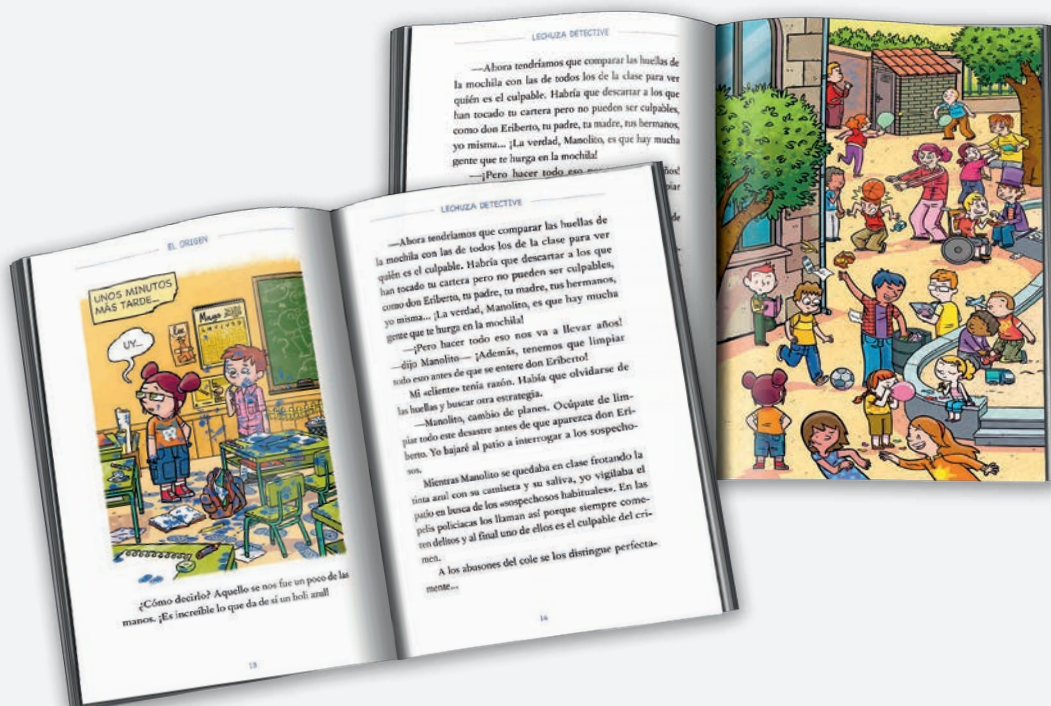 LECHUZA DETECTIVE
—Ahora tendríamos que comparar las huellas de
la mochila con las de todos los de la clase para ver
quién es el culpable. Habría que descartar a los que
han tocado tu cartera pero no pueden ser culpables,
como don Eriberto, tu padre, tu madre, tus hermanos,
yo misma... ¡La verdad, Manolito, es que hay mucha
gente que te hurga en la mochila!
—¡Pero hacer todo eso
EL ORIGEN
UNOS MINUTOS
MÁS TARDE...
UY...
Mayo
¿Cómo decirlo? Aquello se nos fue un poco de las
manos. ¡Es increíble lo que da de sí un boli azul!
13
LECHUZA DETECTIVE
—Ahora tendríamos que comparar las huellas de
la mochila con las de todos los de la clase para ver
quién es el culpable. Habría que descartar a los que
han tocado tu cartera pero no pueden ser culpables,
como don Eriberto, tu padre, tu madre, tus hermanos,
yo misma... ¡La verdad, Manolito, es que hay mucha
gente que te hurga en la mochila!
—¡Pero hacer todo eso nos va a llevar años!
—dijo Manolito— ¡Además, tenemos que limpiar
todo esto antes de que se entere don Eriberto!
Mi «cliente» tenía razón. Había que olvidarse de
las huellas y buscar otra estrategia.
—Manolito, cambio de planes. Ocúpate de lim-
piar todo este desastre antes de que aparezca don Eri-
berto. Yo bajaré al patio a interrogar a los sospecho-
sos.
Mientras Manolito se quedaba en clase frotando la
tinta azul con su camiseta y su saliva, yo vigilaba el
patio en busca de los «sospechosos habituales». En las
pelis policiacas los llaman así porque siempre come-
ten delitos y al final uno de ellos es el culpable del cri-
men.
A los abusones del cole se los distingue perfecta-
mente...
14